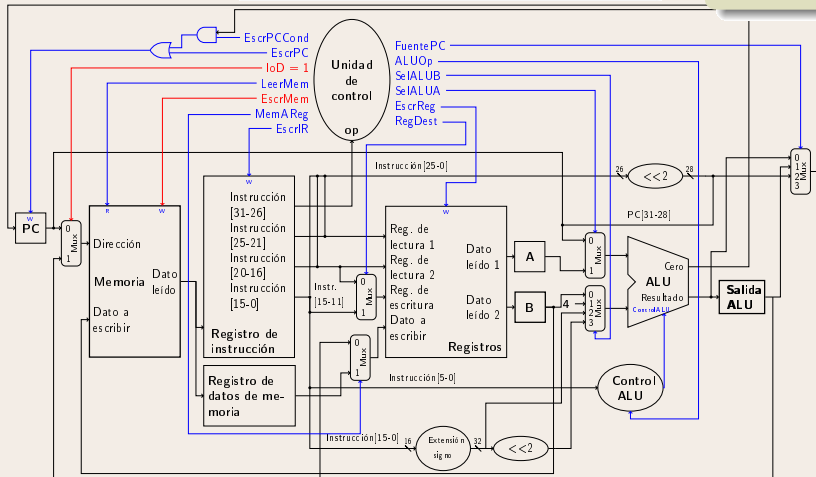 EscrPCCond
EscrPC
IoD = 1
LeerMem
EscrMem
MemAReg
EscrIR
Unidad
de
control
op
FuentePC
ALUOp
SelALUB
SelALUA
EscrReg
RegDest
Instrucción[25-0]
26
<<2
28
0
1
2
3
Mux
PC[31-28]
W
PC
0
1
Mux
R
W
Dirección
Memoria
Dato
leído
Dato a
escribir
W
Instrucción
[31-26]
Instrucción
[25-21]
Instrucción
[20-16]
Instrucción
[15-0]
Registro de
instrucción
Registro de
datos de me-
moria
Instr.
[15-11]
0
Mux
1
0
Mux
1
W
Reg. de
lectura 1
Reg. de
lectura 2
Reg. de
escritura
Dato a
escribir
Dato
leído 1
Dato
leído 2
Registros
A
B
4
0
Mux
1
0
1
2
3
Mux
Cero
ALU
Resultado
ControlALU
Salida
ALU
Instrucción[5-0]
Control
ALU
Instrucción[15-0]
16
Extensión
signo
32
<<2